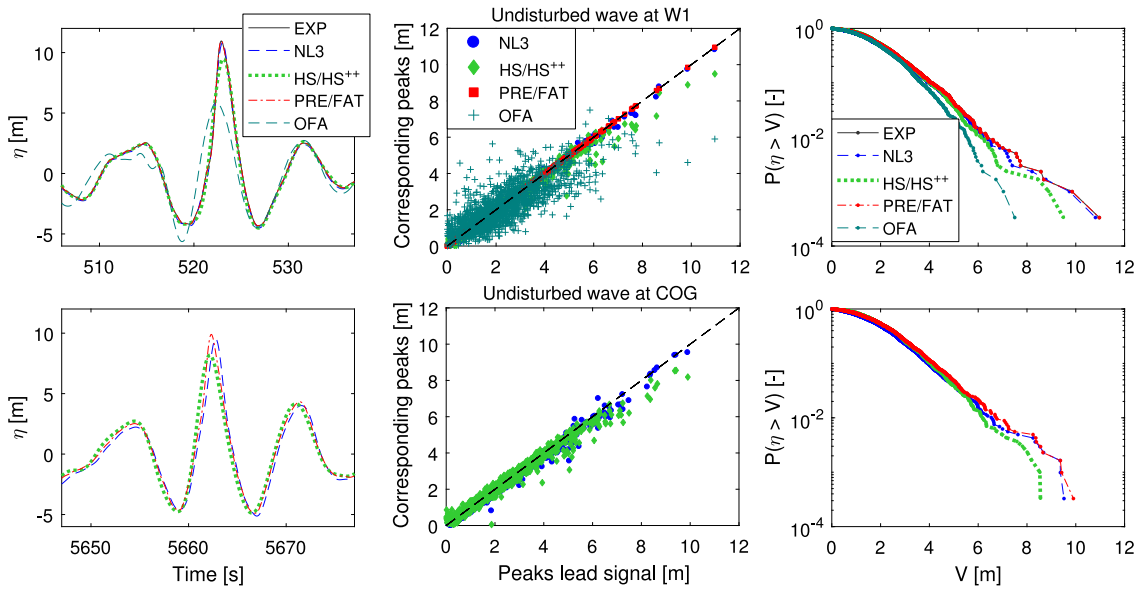 EXP
NL3
HS/HS++
PRE/FAT
OFA
10
5
0
-5
η [m]
510
520
530
Undisturbed wave at W1
NL3
HS/HS++
PRE/FAT
OFA
12
10
8
6
4
2
0
Corresponding peaks [m]
0 2 4 6 8 10 12
10^0
10^-2
10^-4
P(η > V) [-]
EXP
NL3
HS/HS++
PRE/FAT
OFA
0 2 4 6 8 10 12
10
5
0
-5
η [m]
5650 5660 5670
Time [s]
Undisturbed wave at COG
12
10
8
6
4
2
0
Corresponding peaks [m]
0 2 4 6 8 10 12
Peaks lead signal [m]
10^0
10^-2
10^-4
P(η > V) [-]
0 2 4 6 8 10 12
V [m]